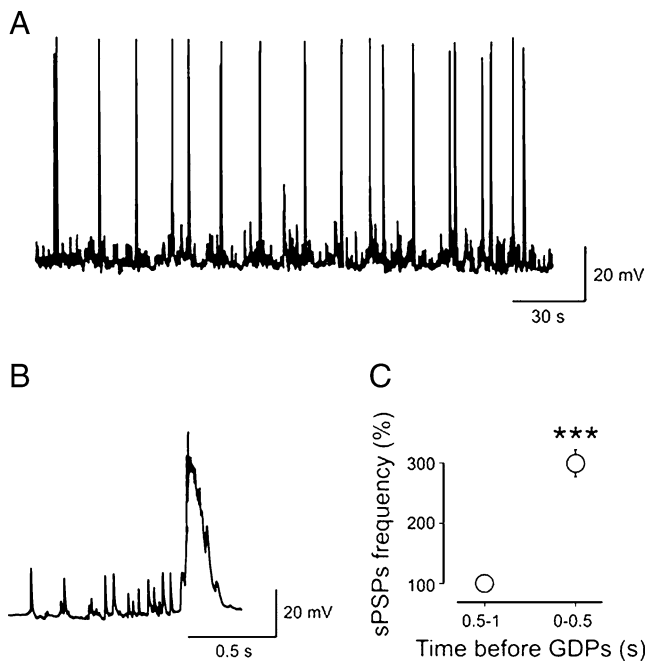 A
20 mV
30 s
B
20 mV
0.5 s
C
sPSPs frequency (%)
***
300
200
100
0.5-1 0-0.5
Time before GDPs (s)